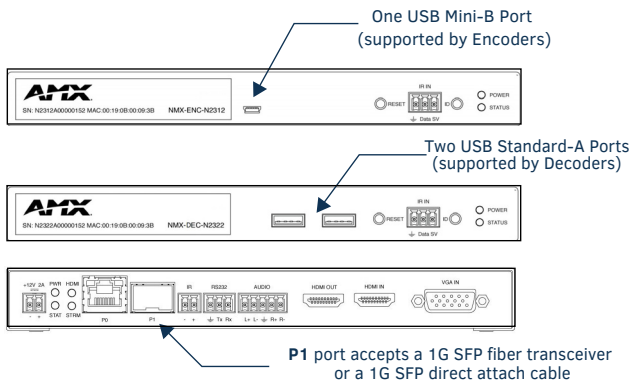 One USB Mini-B Port
(supported by Encoders)
AMX
SN: N2312A00000152 MAC:00:19:0B:00:09:3B NMX-ENC-N2312
IR IN
RESET
ID
POWER
STATUS
Data 5V
Two USB Standard-A Ports
(supported by Decoders)
AMX
SN: N2322A00000152 MAC:00:19:0B:00:09:3B NMX-DEC-N2322
IR IN
RESET
ID
POWER
STATUS
Data 5V
+12V 2A PWR HDMI IR RS232 AUDIO HDMI OUT HDMI IN VGA IN
- + STAT STRM P0 P1 - + Tx Rx L+ L- R+ R-
P1 port accepts a 1G SFP fiber transceiver
or a 1G SFP direct attach cable